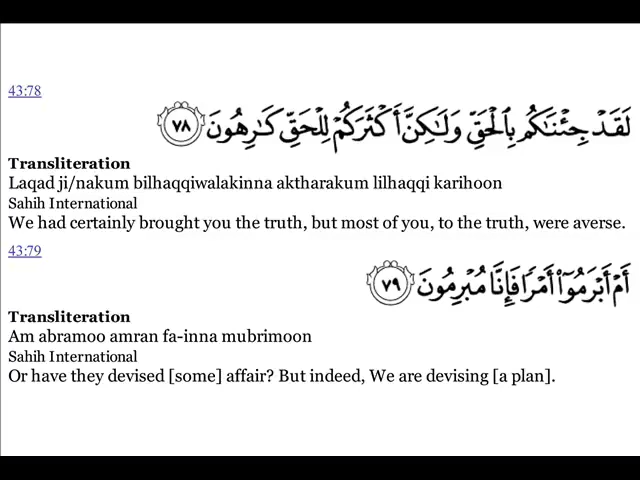 43:78
لَقَدْ جِئْنَٰكُم بِٱلْحَقِّ وَلَٰكِنَّ أَكْثَرَكُمْ لِلْحَقِّ كَٰرِهُونَ ٧٨
Transliteration
Laqad ji/nakum bilhaqqiwalakinna aktharakum lilhaqqi karihoon
Sahih International
We had certainly brought you the truth, but most of you, to the truth, were averse.
43:79
أَمْ أَبْرَمُوٓا۟ أَمْرًا فَإِنَّا مُبْرِمُونَ ٧٩
Transliteration
Am abramoo amran fa-inna mubrimoon
Sahih International
Or have they devised [some] affair? But indeed, We are devising [a plan].